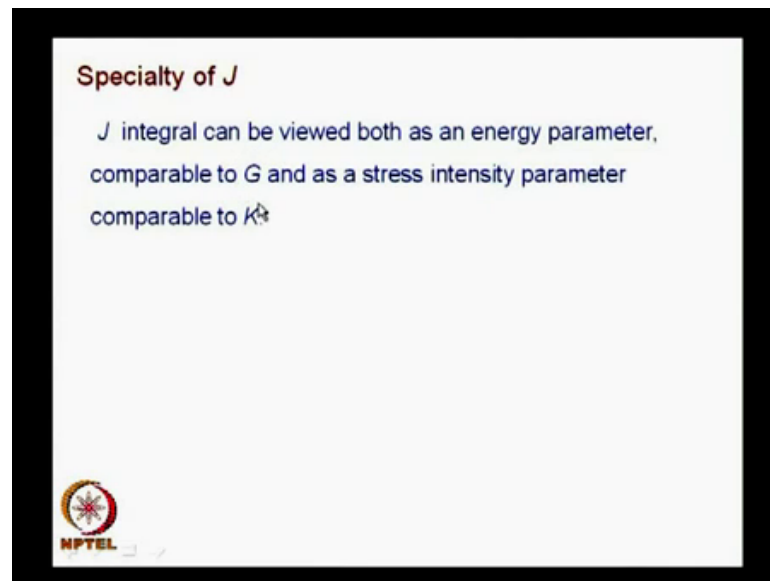 Specialty of J
J integral can be viewed both as an energy parameter,
comparable to G and as a stress intensity parameter
comparable to K
NPTEL